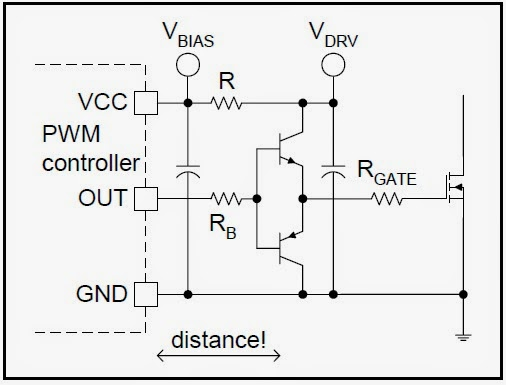 VBIAS
VDRV
VCC
R
PWM
controller
RGATE
OUT
RB
GND
distance!